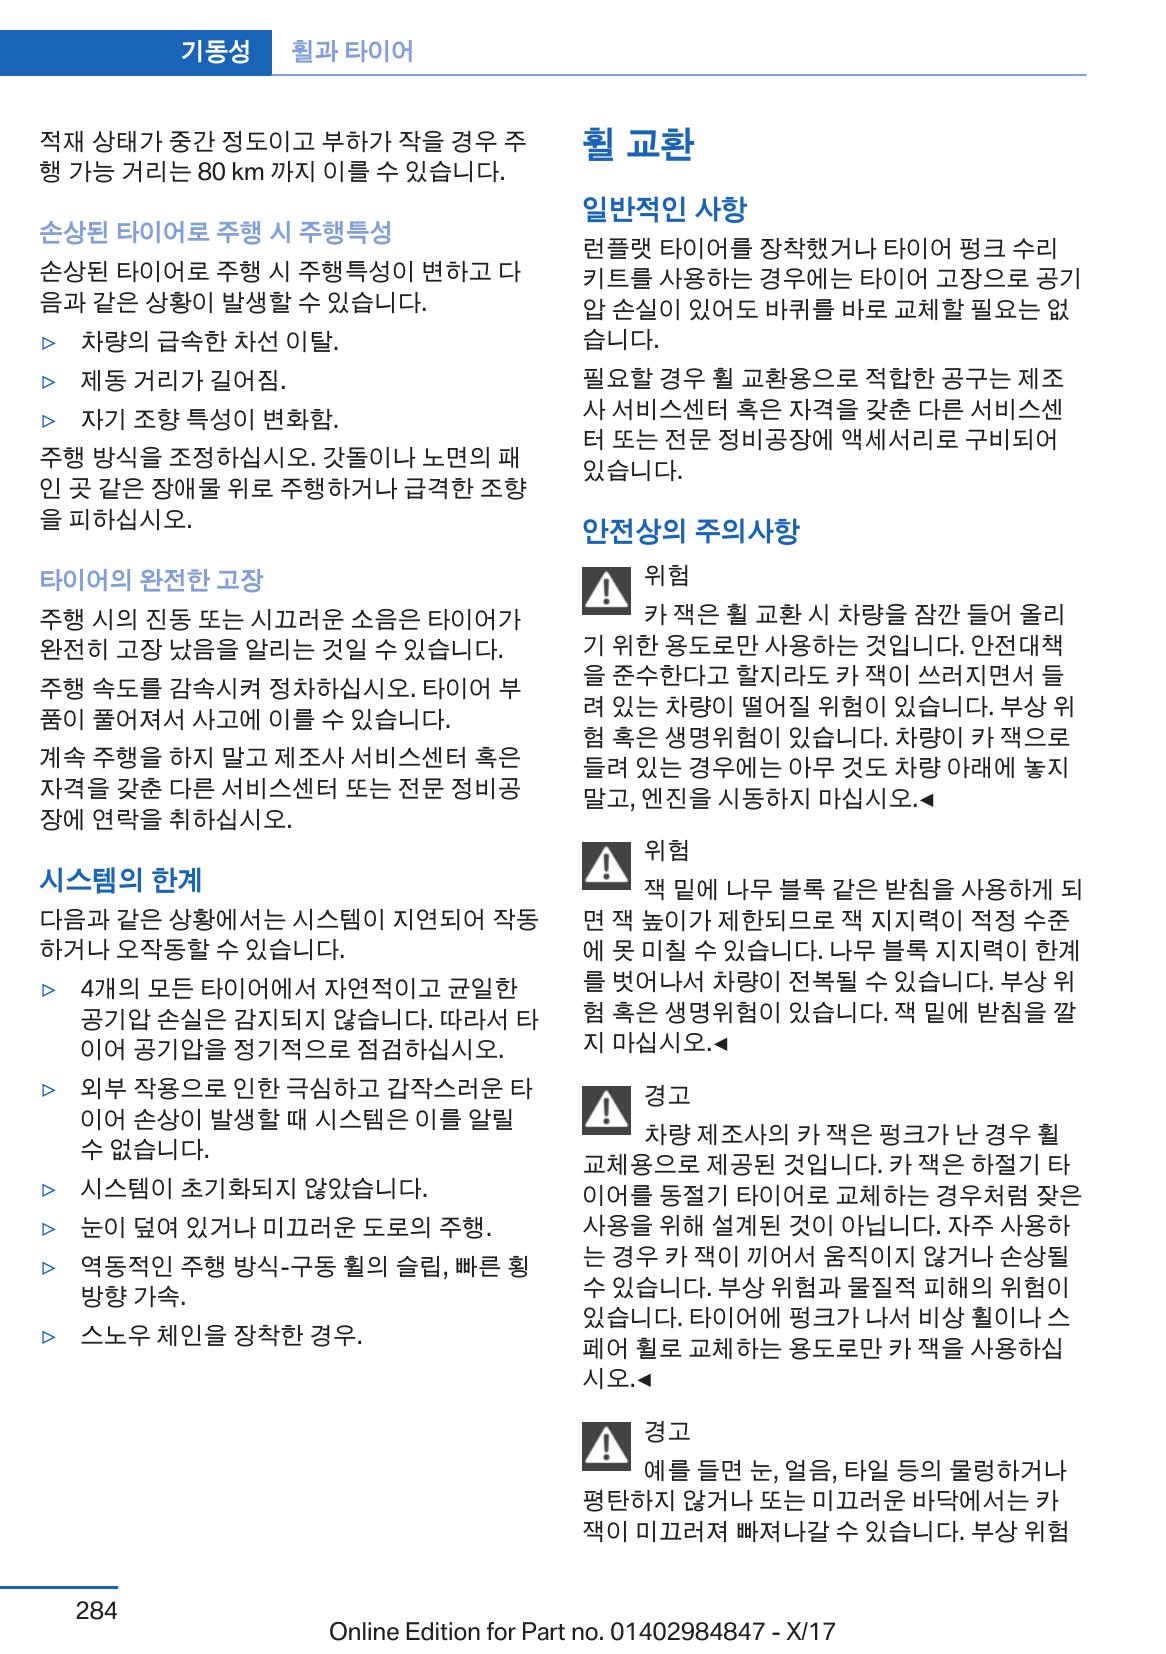 기동성 휠과 타이어
적재 상태가 중간 정도이고 부하가 작을 경우 주
행 가능 거리는 80 km 까지 이를 수 있습니다.
손상된 타이어로 주행 시 주행특성
손상된 타이어로 주행 시 주행특성이 변하고 다
음과 같은 상황이 발생할 수 있습니다.
▷ 차량의 급속한 차선 이탈.
▷ 제동 거리가 길어짐.
▷ 자기 조향 특성이 변화함.
주행 방식을 조정하십시오. 갓돌이나 노면의 패
인 곳 같은 장애물 위로 주행하거나 급격한 조향
을 피하십시오.
타이어의 완전한 고장
주행 시의 진동 또는 시끄러운 소음은 타이어가
완전히 고장 났음을 알리는 것일 수 있습니다.
주행 속도를 감속시켜 정차하십시오. 타이어 부
품이 풀어져서 사고에 이를 수 있습니다.
계속 주행을 하지 말고 제조사 서비스센터 혹은
자격을 갖춘 다른 서비스센터 또는 전문 정비공
장에 연락을 취하십시오.
시스템의 한계
다음과 같은 상황에서는 시스템이 지연되어 작동
하거나 오작동할 수 있습니다.
▷ 4개의 모든 타이어에서 자연적이고 균일한
공기압 손실은 감지되지 않습니다. 따라서 타
이어 공기압을 정기적으로 점검하십시오.
▷ 외부 작용으로 인한 극심하고 갑작스러운 타
이어 손상이 발생할 때 시스템은 이를 알릴
수 없습니다.
▷ 시스템이 초기화되지 않았습니다.
▷ 눈이 덮여 있거나 미끄러운 도로의 주행.
▷ 역동적인 주행 방식-구동 휠의 슬립, 빠른 횡
방향 가속.
▷ 스노우 체인을 장착한 경우.
휠 교환
일반적인 사항
런플랫 타이어를 장착했거나 타이어 펑크 수리
키트를 사용하는 경우에는 타이어 고장으로 공기
압 손실이 있어도 바퀴를 바로 교체할 필요는 없
습니다.
필요할 경우 휠 교환용으로 적합한 공구는 제조
사 서비스센터 혹은 자격을 갖춘 다른 서비스센
터 또는 전문 정비공장에 액세서리로 구비되어
있습니다.
안전상의 주의사항
위험
카 잭은 휠 교환 시 차량을 잠깐 들어 올리
기 위한 용도로만 사용하는 것입니다. 안전대책
을 준수한다고 할지라도 카 잭이 쓰러지면서 들
려 있는 차량이 떨어질 위험이 있습니다. 부상 위
험 혹은 생명위험이 있습니다. 차량이 카 잭으로
들려 있는 경우에는 아무 것도 차량 아래에 놓지
말고, 엔진을 시동하지 마십시오.◀
위험
잭 밑에 나무 블록 같은 받침을 사용하게 되
면 잭 높이가 제한되므로 잭 지지력이 적정 수준
에 못 미칠 수 있습니다. 나무 블록 지지력이 한계
를 벗어나서 차량이 전복될 수 있습니다. 부상 위
험 혹은 생명위험이 있습니다. 잭 밑에 받침을 깔
지 마십시오.◀
경고
차량 제조사의 카 잭은 펑크가 난 경우 휠
교체용으로 제공된 것입니다. 카 잭은 하절기 타
이어를 동절기 타이어로 교체하는 경우처럼 잦은
사용을 위해 설계된 것이 아닙니다. 자주 사용하
는 경우 카 잭이 끼어서 움직이지 않거나 손상될
수 있습니다. 부상 위험과 물질적 피해의 위험이
있습니다. 타이어에 펑크가 나서 비상 휠이나 스
페어 휠로 교체하는 용도로만 카 잭을 사용하십
시오.◀
경고
예를 들면 눈, 얼음, 타일 등의 물렁하거나
평탄하지 않거나 또는 미끄러운 바닥에서는 카
잭이 미끄러져 빠져나갈 수 있습니다. 부상 위험
284
Online Edition for Part no. 01402984847 - X/17